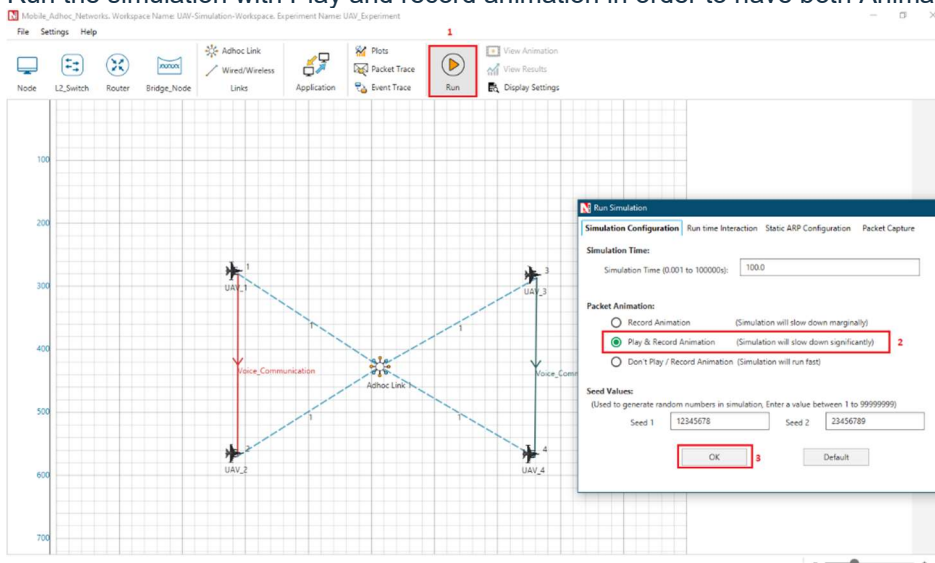 Run the simulation with Play and record animation in order to have both Anima
Mobile_Adhoc_Networks. Workspace Name: UAV-Simulation-Workspace. Experiment Name: UAV_Experiment
File Settings Help
1
Adhoc Link
Wired/Wireless
Plots
Packet Trace
Event Trace
View Animation
View Results
Display Settings
Node L2_Switch Router Bridge_Node Links Application Run
100
200
300
400
500
600
700
1
UAV_1
3
UAV_3
1
1
Voice_Communication
Adhoc Link 1
Voice_Comm
1
1
2
UAV_2
4
UAV_4
Run Simulation
Simulation Configuration Run time Interaction Static ARP Configuration Packet Capture
Simulation Time:
Simulation Time (0.001 to 100000s): 100.0
Packet Animation:
Record Animation (Simulation will slow down marginally)
Play & Record Animation (Simulation will slow down significantly) 2
Don't Play / Record Animation (Simulation will run fast)
Seed Values:
(Used to generate random numbers in simulation, Enter a value between 1 to 99999999)
Seed 1 12345678 Seed 2 23456789
OK 3 Default